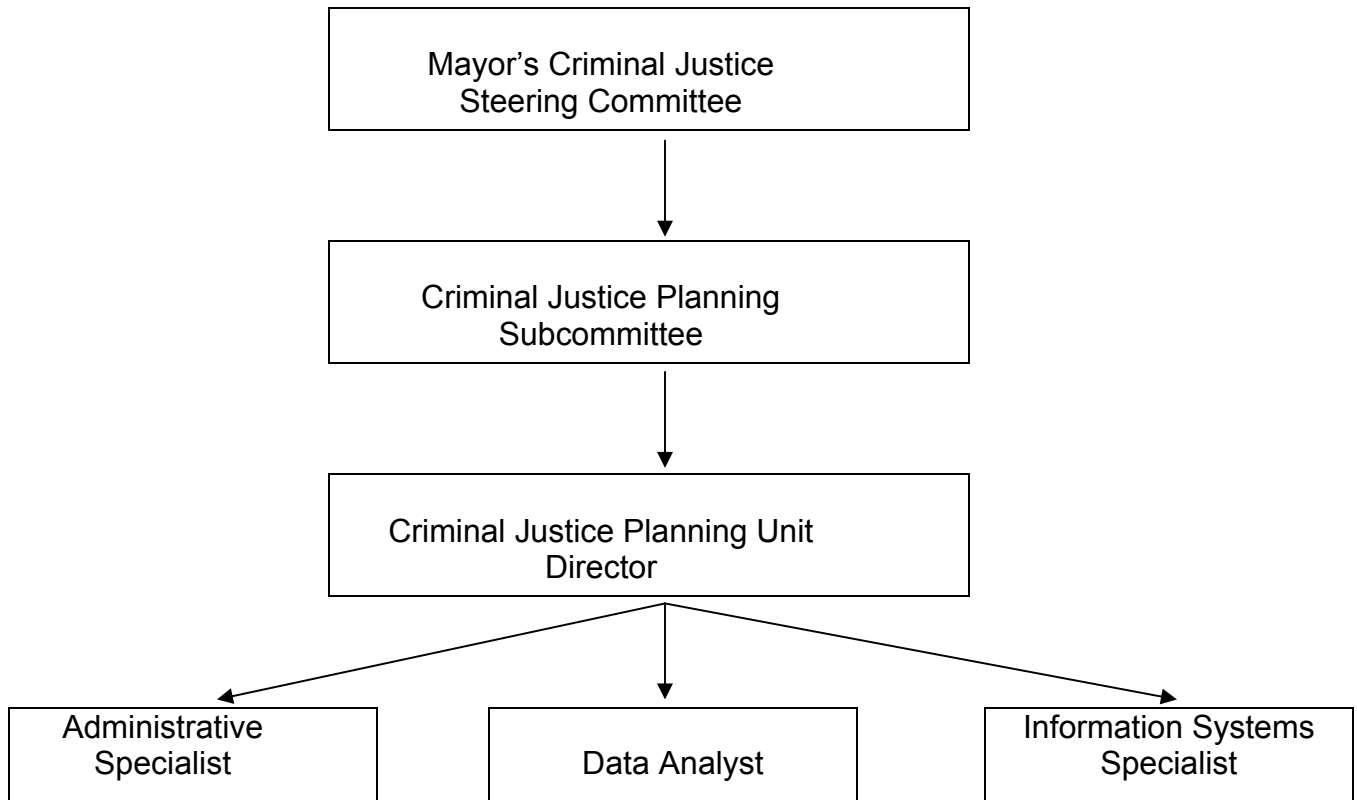 Mayor’s Criminal Justice
Steering Committee
Criminal Justice Planning
Subcommittee
Criminal Justice Planning Unit
Director
Administrative
Specialist
Data Analyst
Information Systems
Specialist